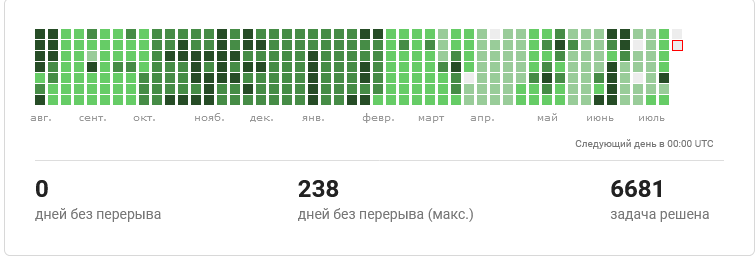 авг. сент. окт. нояб. дек. янв. февр. март апр. май июнь июль
Следующий день в 00:00 UTC
0 238 6681
дней без перерыва дней без перерыва (макс.) задача решена